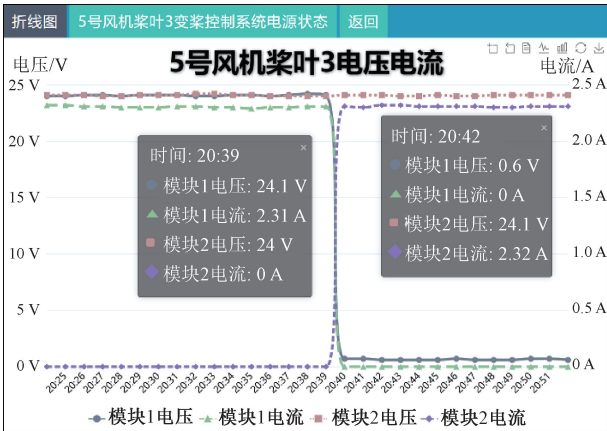 折线图 5号风机桨叶3变桨控制系统电源状态 返回
5号风机桨叶3电压电流
电压/V
电流/A
25 V
20 V
15 V
10 V
5 V
0 V
2.5 A
2.0 A
1.5 A
1.0 A
0.5 A
0 A
时间: 20:39 ×
模块1电压: 24.1 V
模块1电流: 2.31 A
模块2电压: 24 V
模块2电流: 0 A
时间: 20:42 ×
模块1电压: 0.6 V
模块1电流: 0 A
模块2电压: 24.1 V
模块2电流: 2.32 A
20:25 20:26 20:27 20:28 20:29 20:30 20:31 20:32 20:33 20:34 20:35 20:36 20:37 20:38 20:39 20:40 20:41 20:42 20:43 20:44 20:45 20:46 20:47 20:48 20:49 20:50 20:51
模块1电压 模块1电流 模块2电压 模块2电流